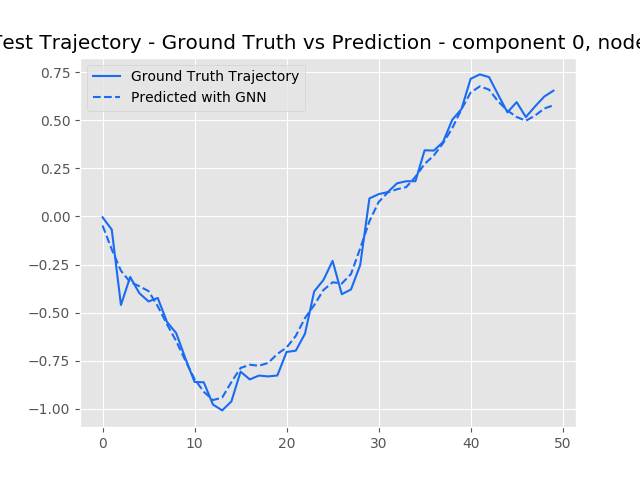 Test Trajectory - Ground Truth vs Prediction - component 0, node
Ground Truth Trajectory
Predicted with GNN
0.75
0.50
0.25
0.00
−0.25
−0.50
−0.75
−1.00
0 10 20 30 40 50